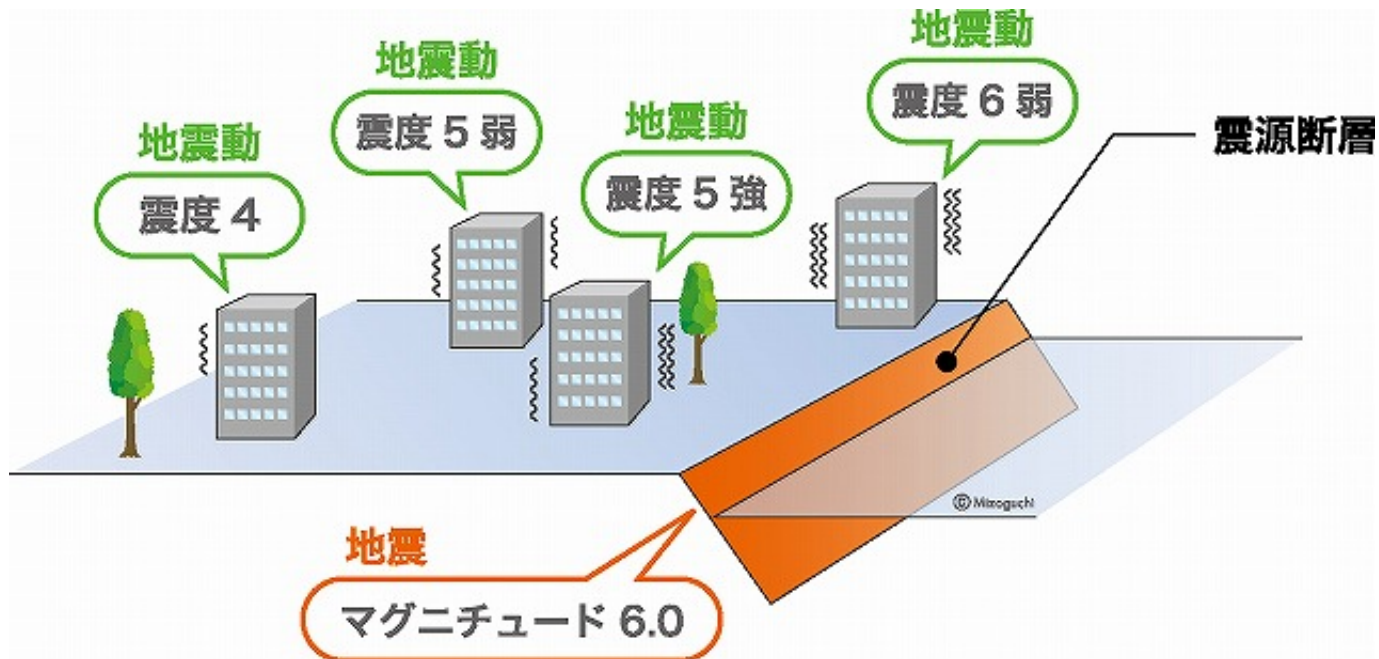 地震動
震度 6 弱
地震動
震度 5 弱
地震動
震度 5 強
地震動
震度 4
震源断層
© Mizoguchi
地震
マグニチュード 6.0